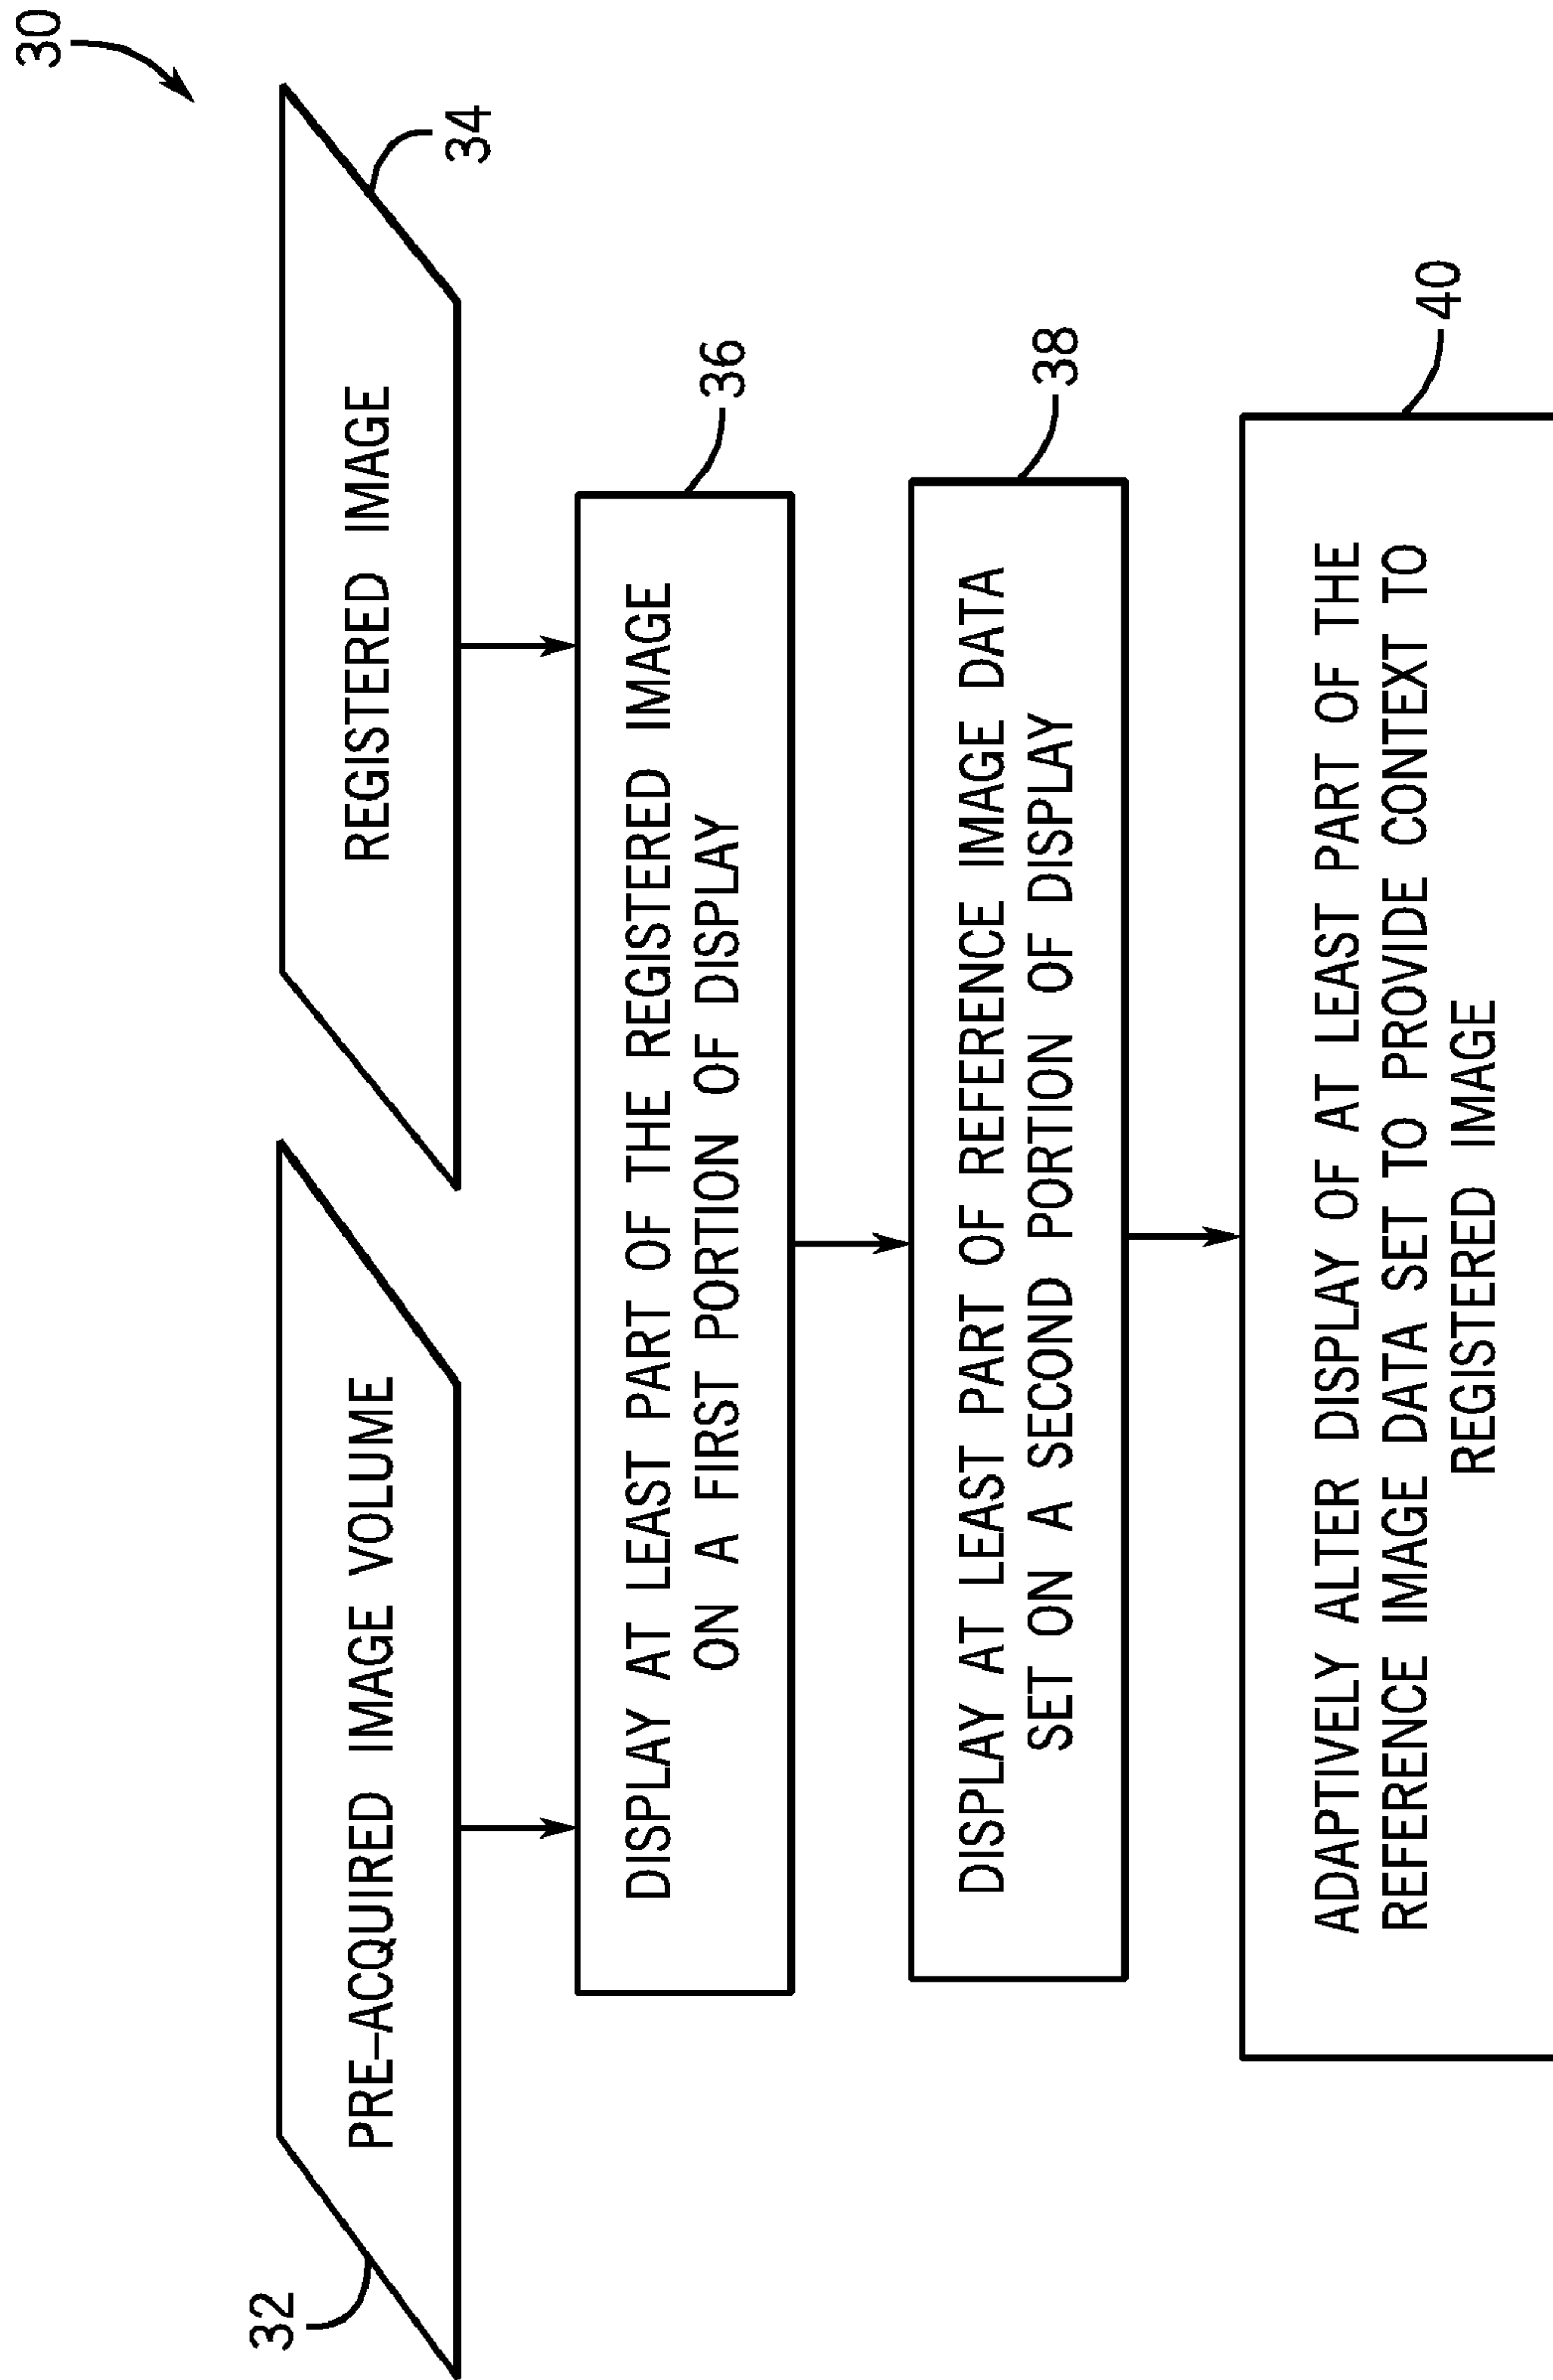 30
32
PRE-ACQUIRED IMAGE VOLUME
REGISTERED IMAGE
34
DISPLAY AT LEAST PART OF THE REGISTERED IMAGE
ON A FIRST PORTION OF DISPLAY
36
DISPLAY AT LEAST PART OF REFERENCE IMAGE DATA
SET ON A SECOND PORTION OF DISPLAY
38
ADAPTIVELY ALTER DISPLAY OF AT LEAST PART OF THE
REFERENCE IMAGE DATA SET TO PROVIDE CONTEXT TO
REGISTERED IMAGE
40